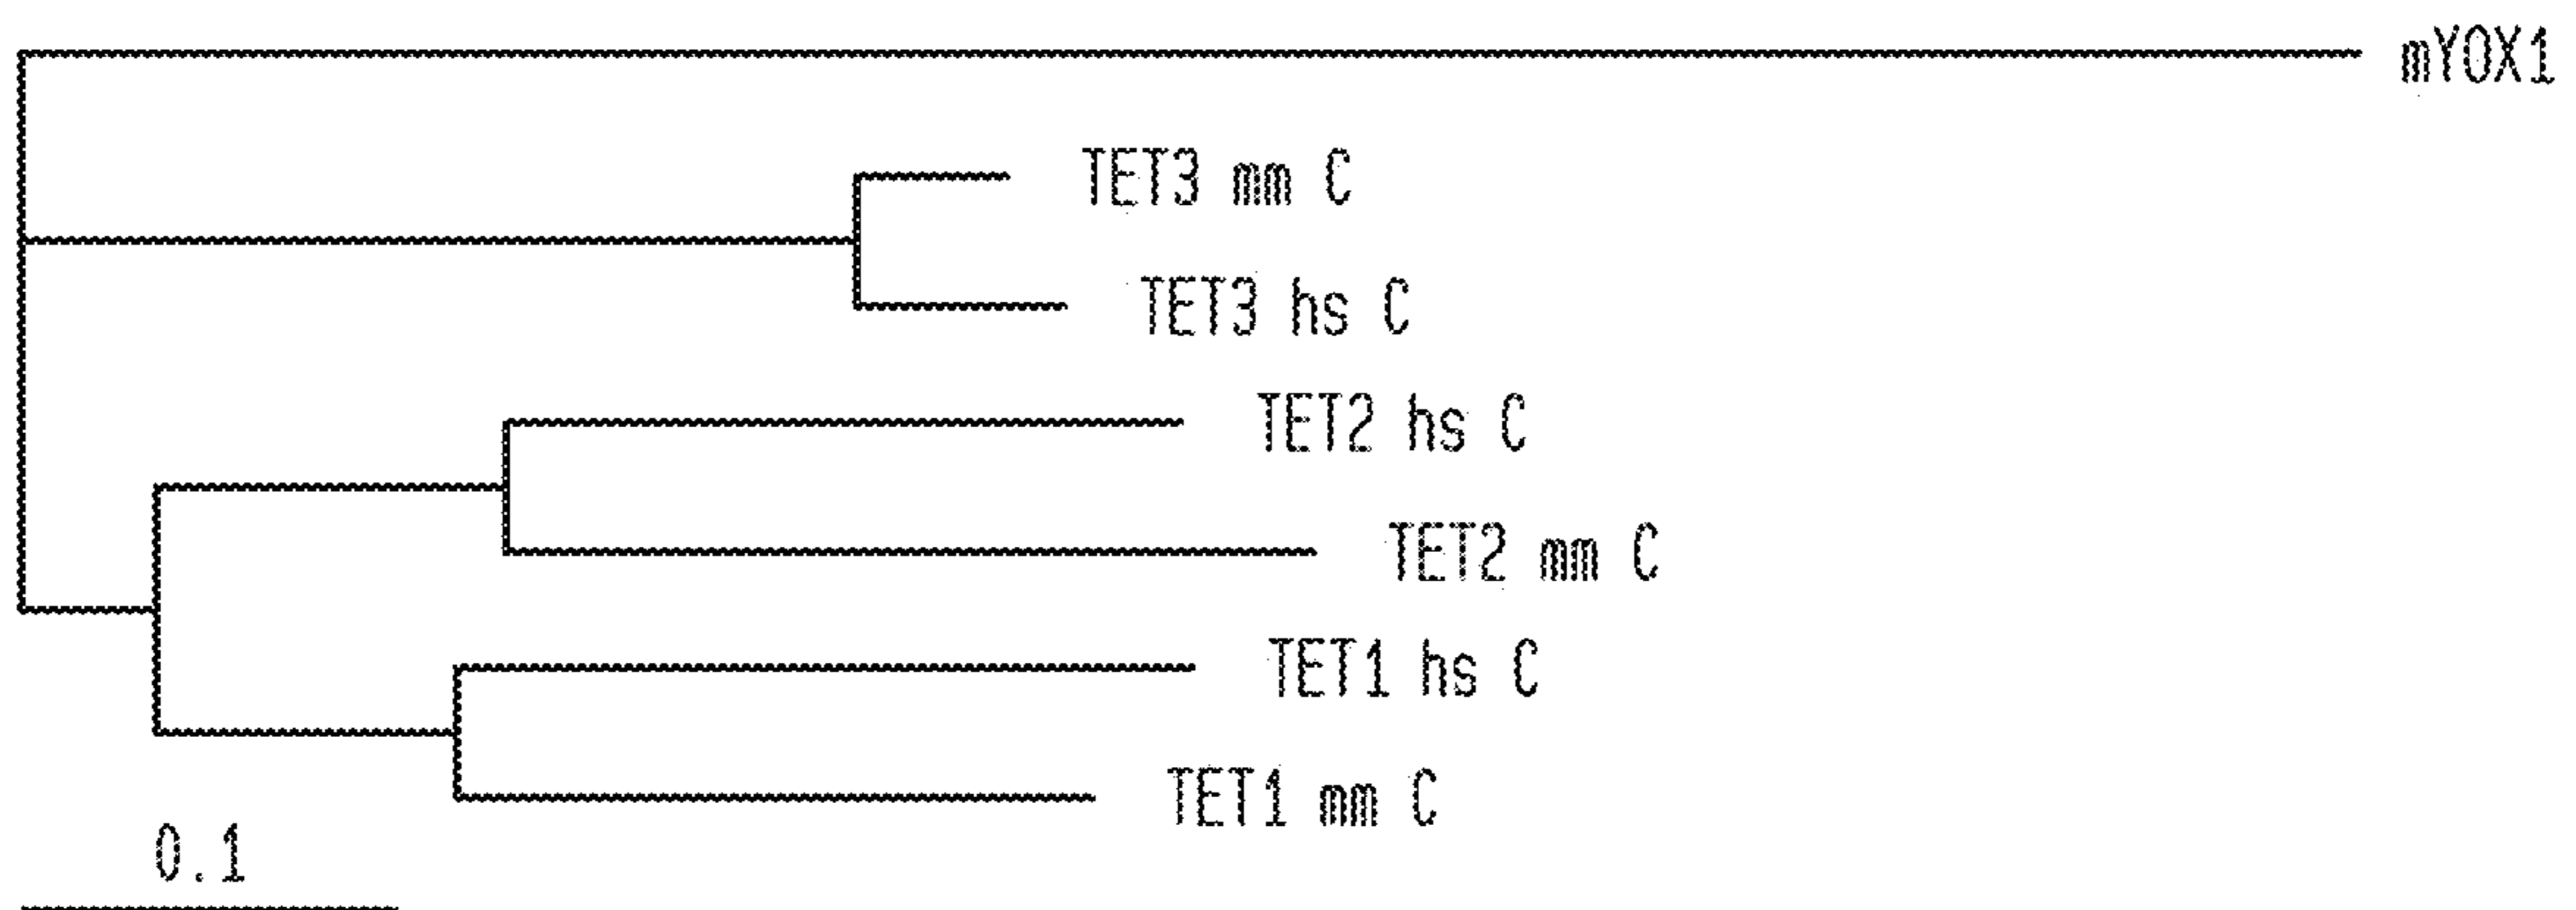 mYOX1
TET3 mm C
TET3 hs C
TET2 hs C
TET2 mm C
TET1 hs C
TET1 mm C
0.1